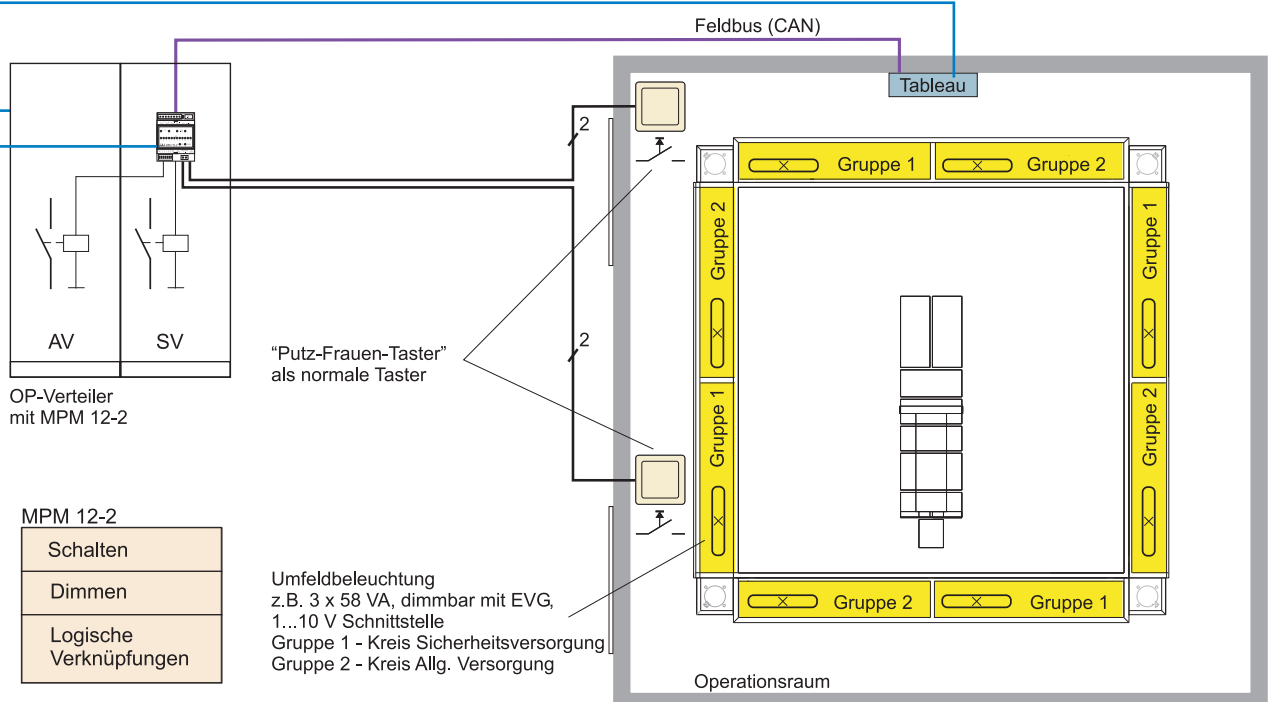 Feldbus (CAN)
Tableau
2
Gruppe 1
Gruppe 2
Gruppe 2
Gruppe 1
AV
SV
2
"Putz-Frauen-Taster"
als normale Taster
OP-Verteiler
mit MPM 12-2
Gruppe 1
Gruppe 2
MPM 12-2
Schalten
Dimmen
Logische
Verknüpfungen
Umfeldbeleuchtung
z.B. 3 x 58 VA, dimmbar mit EVG,
1...10 V Schnittstelle
Gruppe 1 - Kreis Sicherheitsversorgung
Gruppe 2 - Kreis Allg. Versorgung
Gruppe 2
Gruppe 1
Operationsraum